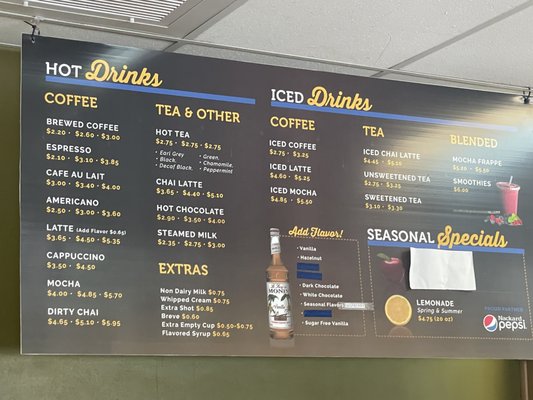 HOT Drinks
COFFEE
BREWED COFFEE
$2.20 • $2.60 • $3.00
ESPRESSO
$2.10 • $3.10 • $3.85
CAFE AU LAIT
$3.00 • $3.40 • $4.00
AMERICANO
$2.50 • $3.00 • $3.60
LATTE (Add Flavor $0.65)
$3.65 • $4.50 • $5.35
CAPPUCCINO
$3.50 • $4.50
MOCHA
$4.00 • $4.85 • $5.70
DIRTY CHAI
$4.65 • $5.10 • $5.95
TEA & OTHER
HOT TEA
$2.75 • $2.75 • $2.75
• Earl Grey • Green,
Black, Chamomile,
• Decaf Black, Peppermint
CHAI LATTE
$3.65 • $4.40 • $5.10
HOT CHOCOLATE
$2.90 • $3.50 • $4.00
STEAMED MILK
$2.35 • $2.75 • $3.00
EXTRAS
Non Dairy Milk $0.75
Whipped Cream $0.75
Extra Shot $0.85
Breve $0.60
Extra Empty Cup $0.50-$0.75
Flavored Syrup $0.65
ICED Drinks
COFFEE
ICED COFFEE
$2.75 • $3.25
ICED LATTE
$4.60 • $5.25
ICED MOCHA
$4.85 • $5.50
TEA
ICED CHAI LATTE
$4.45 • $5.10
UNSWEETENED TEA
$2.75 • $3.25
SWEETENED TEA
$3.10 • $3.30
BLENDED
MOCHA FRAPPE
$5.00 • $5.50
SMOOTHIES
$6.00
Add Flavor!
• Vanilla
• Hazelnut
• Dark Chocolate
• White Chocolate
• Seasonal Flavor
• Sugar Free Vanilla
MONIN
SEASONAL Specials
LEMONADE
Spring & Summer
$4.75 (20 oz)
PROUD PARTNER
Nackard
pepsi